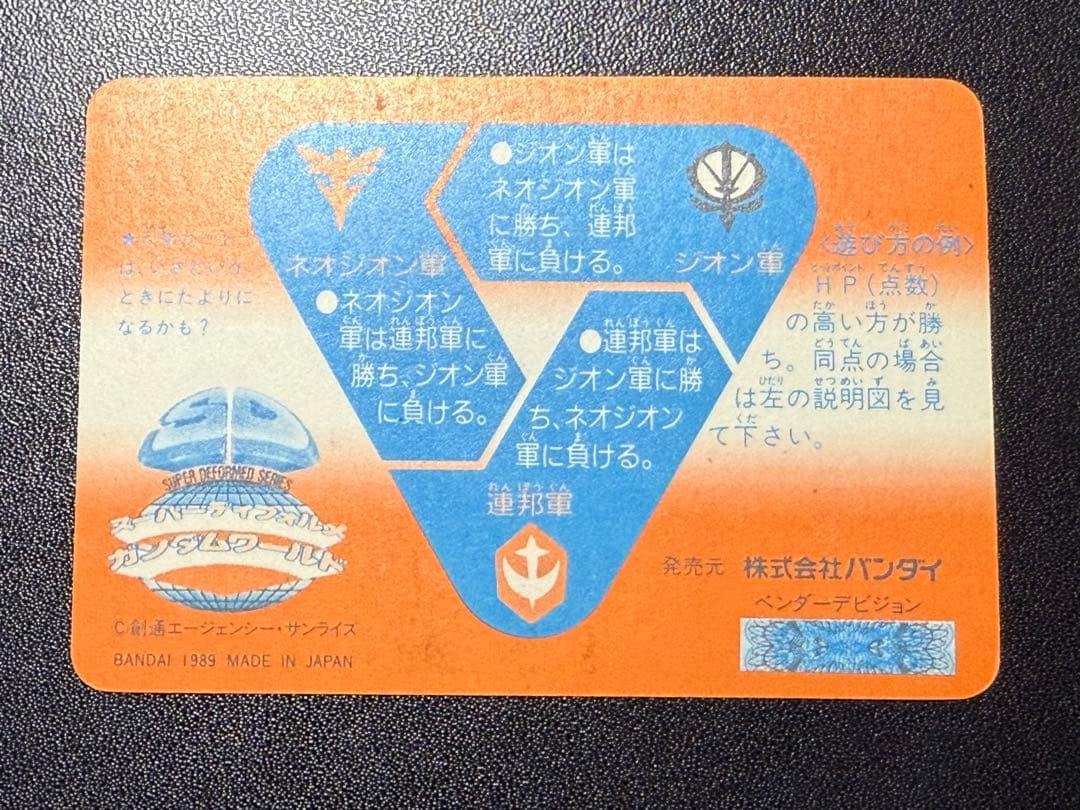 ●ジオン軍は
ネオジオン軍
に勝ち、連邦
軍に負ける。
ネオジオン軍
ジオン軍
●ネオジオン
軍は連邦軍に
勝ち、ジオン軍
に負ける。
●連邦軍は
ジオン軍に勝
ち、ネオジオン
軍に負ける。
連邦軍
は、いざという
ときにたよりに
なるかも?
<遊び方の例>
HP(点数)
の高い方が勝
ち。同点の場合
は左の説明図を見
て下さい。
SUPER DEFORMED SERIES
スーパーディフォルメ
ガンダムワールド
C創通エージェンシー・サンライズ
BANDAI 1989 MADE IN JAPAN
発売元 株式会社バンダイ
ベンダーデビジョン